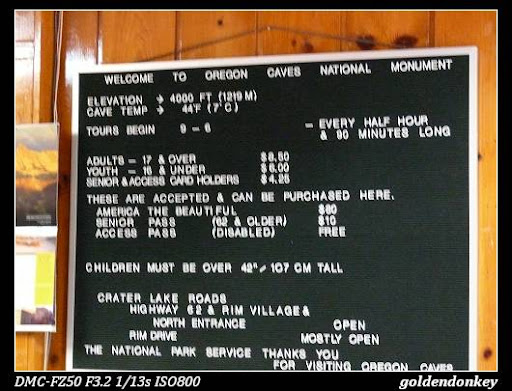 WELCOME TO OREGON CAVES NATIONAL MONUMENT
ELEVATION → 4000 FT (1219 M)
CAVE TEMP → 44°F (7°C)
TOURS BEGIN 9 – 6 – EVERY HALF HOUR
& 90 MINUTES LONG
ADULTS – 17 & OVER $8.50
YOUTH – 16 & UNDER $6.00
SENIOR & ACCESS CARD HOLDERS $4.25
THESE ARE ACCEPTED & CAN BE PURCHASED HERE.
AMERICA THE BEAUTIFUL $80
SENIOR PASS (62 & OLDER) $10
ACCESS PASS (DISABLED) FREE
CHILDREN MUST BE OVER 42" / 107 CM TALL
CRATER LAKE ROADS
HIGHWAY 62 & RIM VILLAGE &
NORTH ENTRANCE OPEN
RIM DRIVE MOSTLY OPEN
THE NATIONAL PARK SERVICE THANKS YOU
FOR VISITING OREGON CAVES
DMC-FZ50 F3.2 1/13s ISO800
goldendonkey